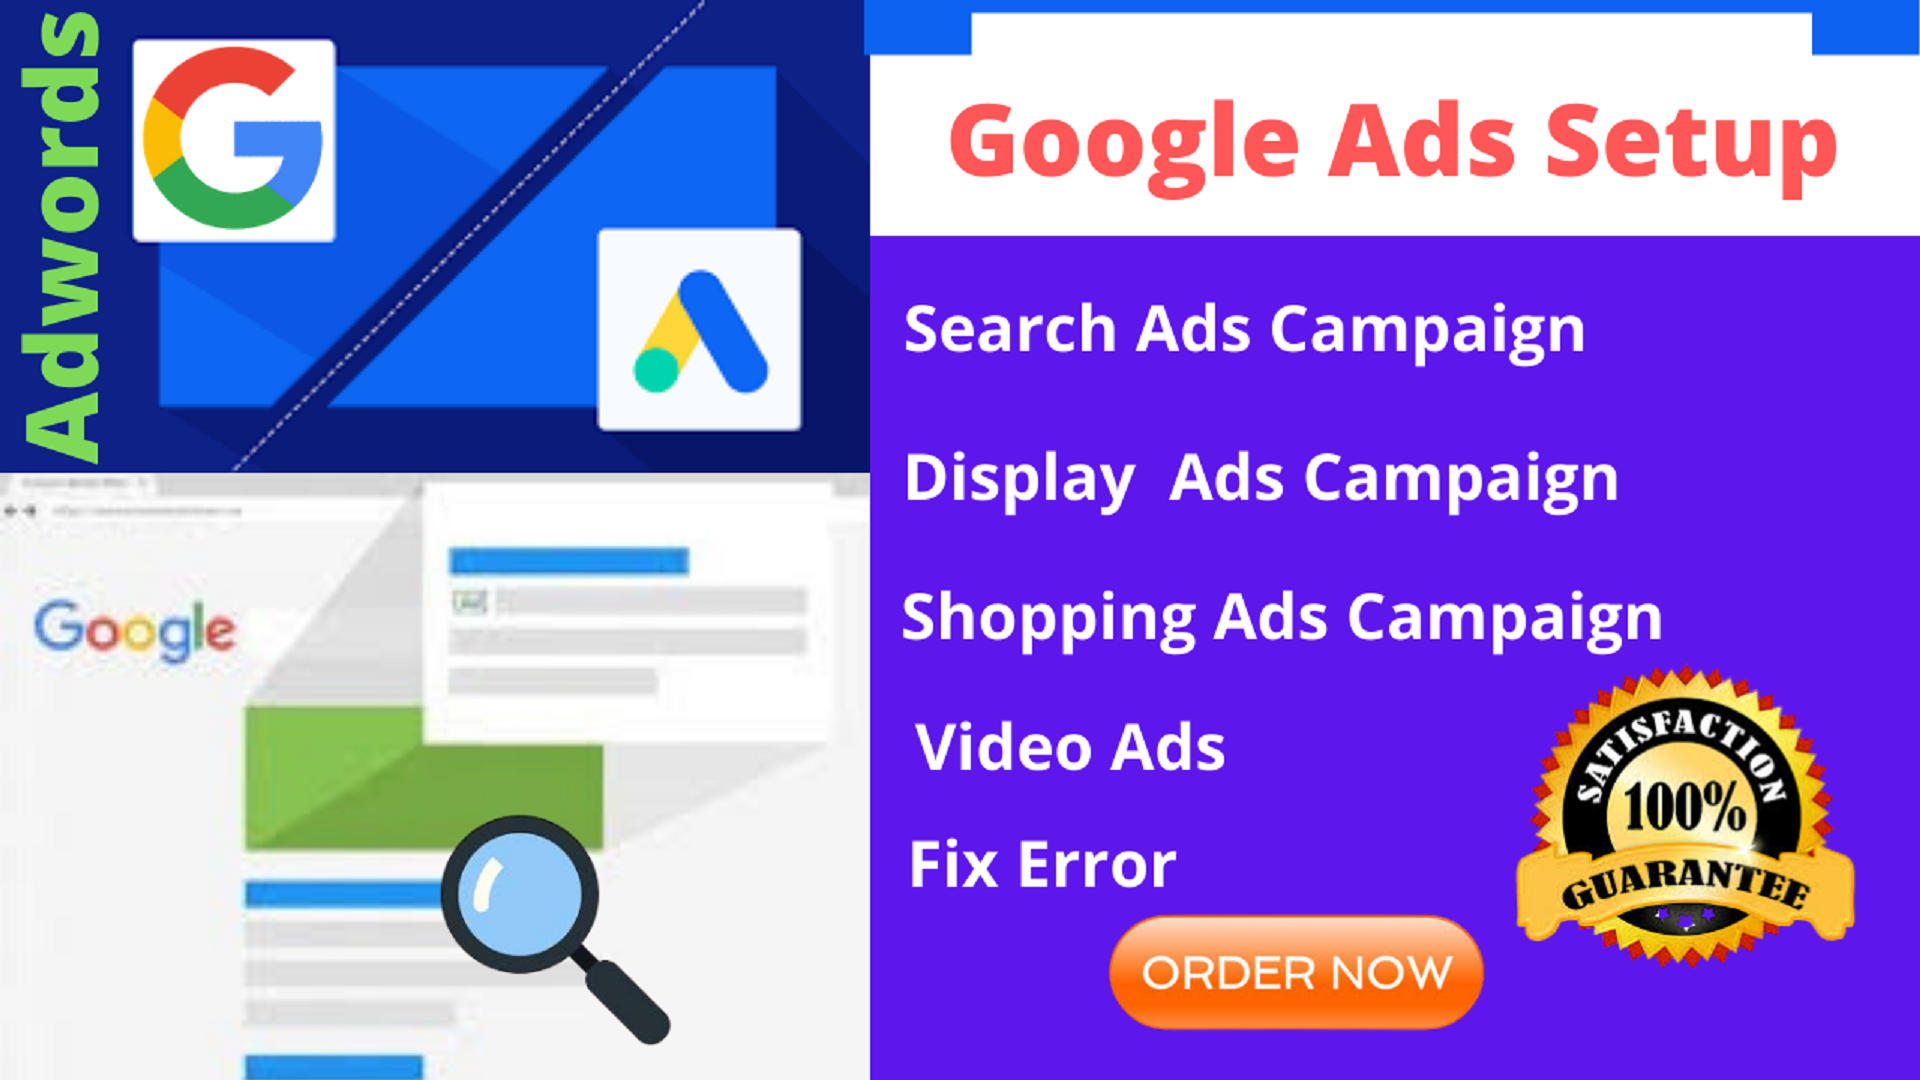 Adwords
G
Google Ads Setup
Search Ads Campaign
Display Ads Campaign
Shopping Ads Campaign
Video Ads
Fix Error
ORDER NOW
SATISFACTION
100%
GUARANTEE
Google
Ad